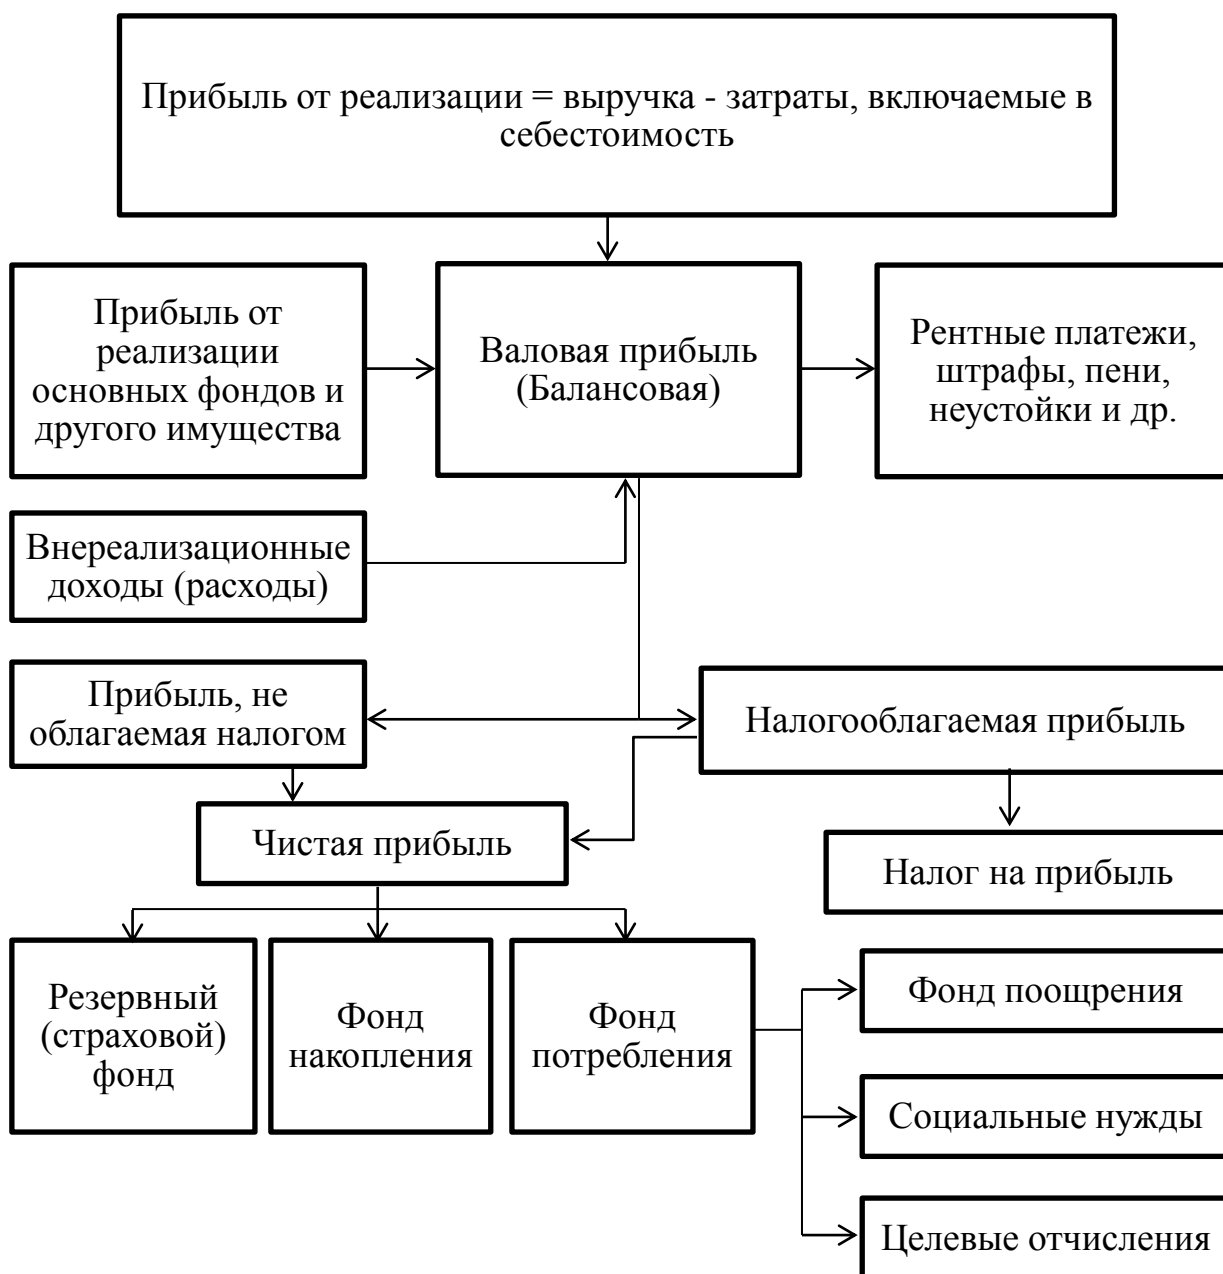 Прибыль от реализации = выручка - затраты, включаемые в
себестоимость
Прибыль от
реализации
основных фондов и
другого имущества
Валовая прибыль
(Балансовая)
Рентные платежи,
штрафы, пени,
неустойки и др.
Внереализационные
доходы (расходы)
Прибыль, не
облагаемая налогом
Налогооблагаемая прибыль
Чистая прибыль
Налог на прибыль
Резервный
(страховой)
фонд
Фонд
накопления
Фонд
потребления
Фонд поощрения
Социальные нужды
Целевые отчисления